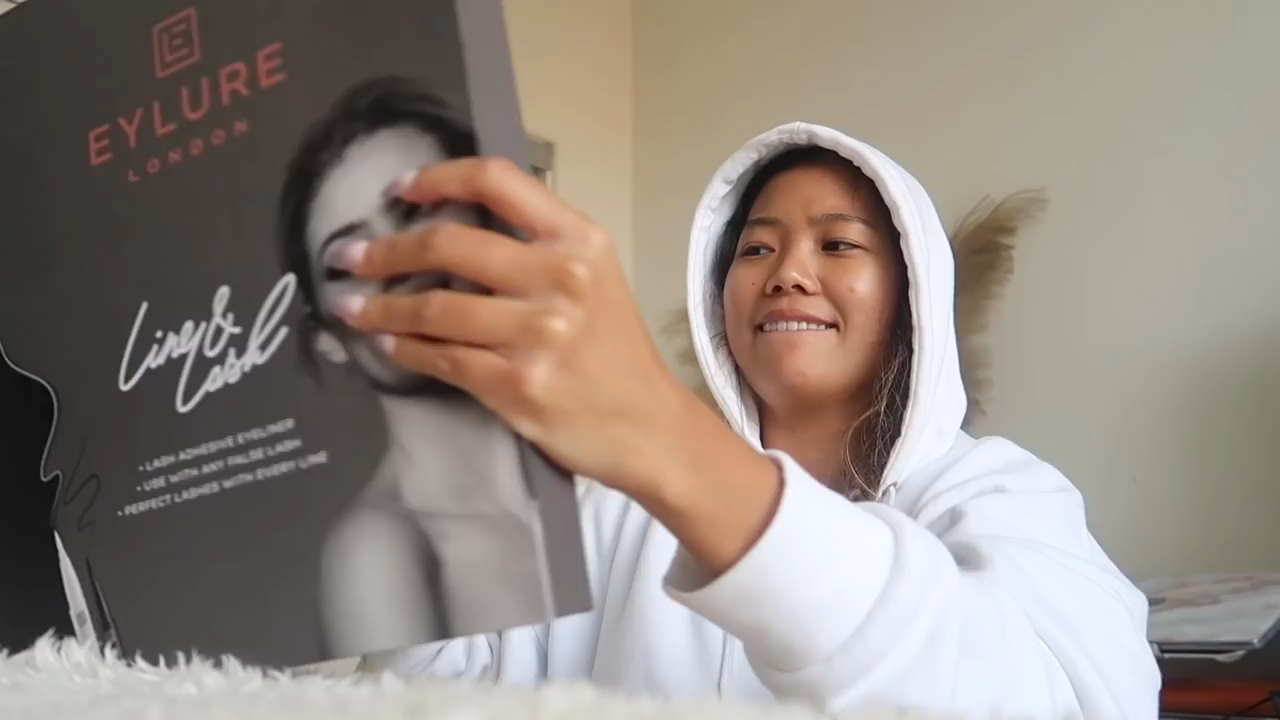 EYLURE
LONDON
Line &
Lash
• LASH ADHESIVE EYELINER
• USE WITH ANY FALSE LASH
• PERFECT LASHES WITH EVERY LINE